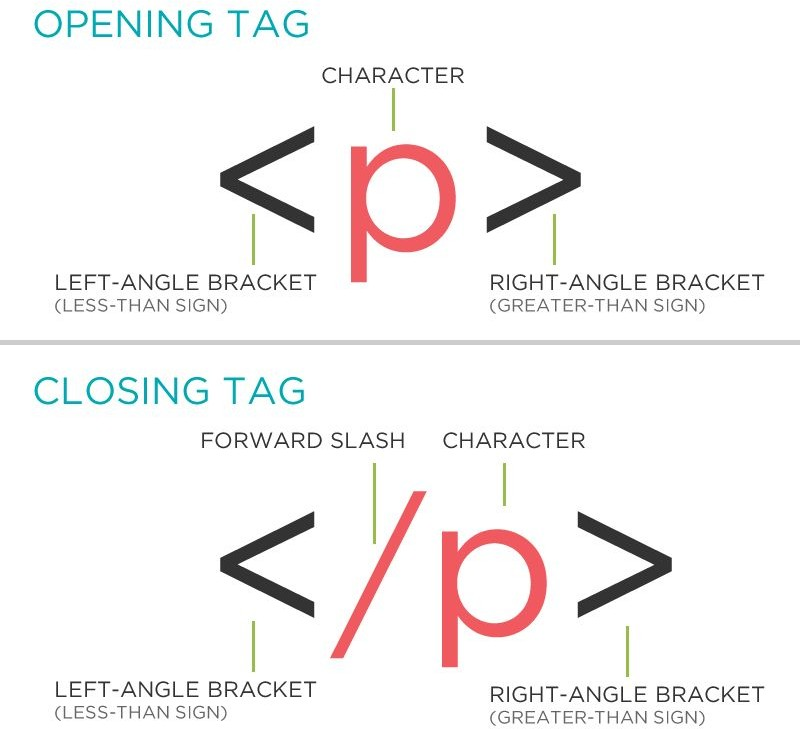 OPENING TAG
CHARACTER
<p>
LEFT-ANGLE BRACKET
(LESS-THAN SIGN)
RIGHT-ANGLE BRACKET
(GREATER-THAN SIGN)
CLOSING TAG
FORWARD SLASH
CHARACTER
</p>
LEFT-ANGLE BRACKET
(LESS-THAN SIGN)
RIGHT-ANGLE BRACKET
(GREATER-THAN SIGN)